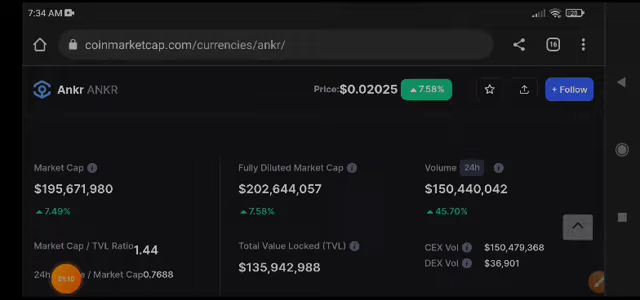 7:34 AM
23
coinmarketcap.com/currencies/ankr/
16
Ankr ANKR
Price:$0.02025
7.58%
+ Follow
Market Cap
Fully Diluted Market Cap
Volume 24h
$195,671,980
$202,644,057
$150,440,042
7.49%
7.58%
45.70%
Market Cap / TVL Ratio 1.44
Total Value Locked (TVL)
CEX Vol $150,479,368
$135,942,988
DEX Vol $36,901
24h / Market Cap 0.7688